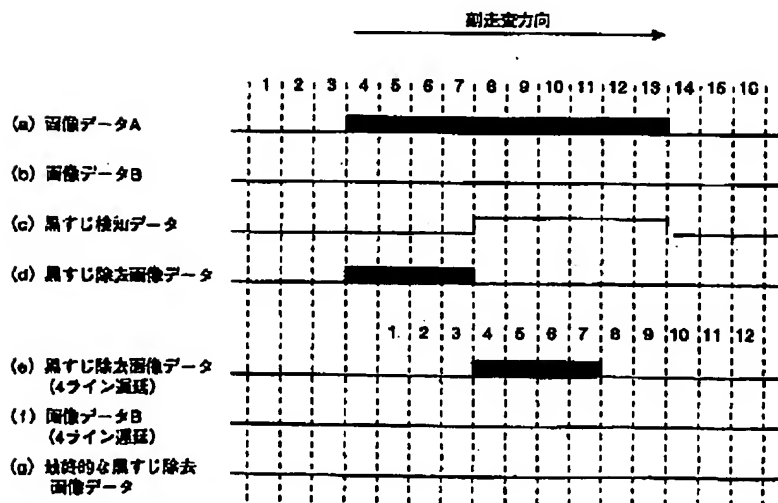 副走査方向
1 2 3 4 5 6 7 8 9 10 11 12 13 14 15 16
(a) 画像データA
(b) 画像データB
(c) 黒すじ検知データ
(d) 黒すじ除去画像データ
1 2 3 4 5 6 7 8 9 10 11 12
(e) 黒すじ除去画像データ
(4ライン遅延)
(f) 画像データB
(4ライン遅延)
(g) 最終的な黒すじ除去
画像データ